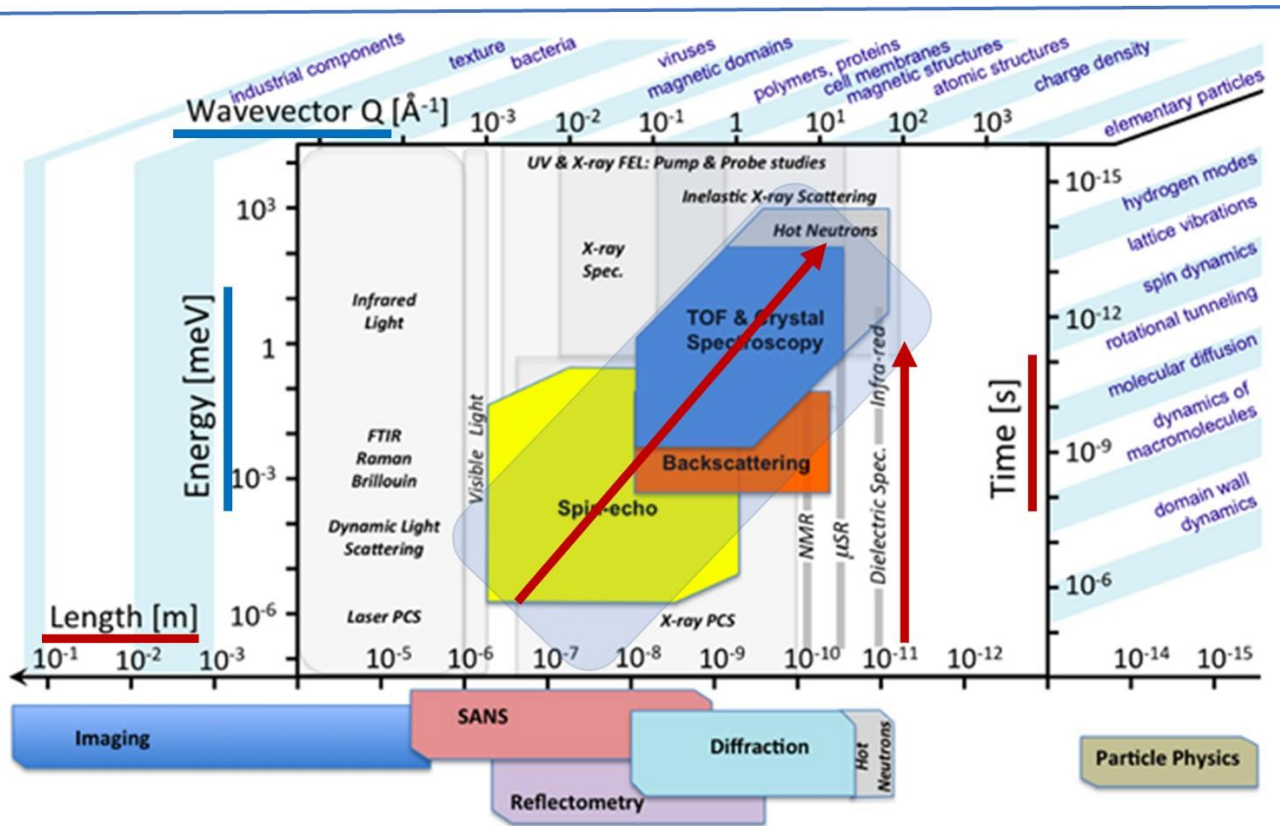 industrial components
texture
bacteria
viruses
magnetic domains
polymers, proteins
cell membranes
magnetic structures
atomic structures
charge density
elementary particles
Wavevector Q [Å⁻¹]
10⁻³ 10⁻² 10⁻¹ 1 10¹ 10² 10³
UV & X-ray FEL: Pump & Probe studies
Inelastic X-ray Scattering
Hot Neutrons
X-ray
Spec.
Infrared
Light
TOF & Crystal
Spectroscopy
FTIR
Raman
Brillouin
Visible Light
Backscattering
Spin-echo
Dynamic Light
Scattering
Laser PCS
X-ray PCS
NMR
µSR
Dielectric Spec.
Infra-red
Energy [meV]
10³
1
10⁻³
10⁻⁶
Time [s]
10⁻¹⁵
10⁻¹²
10⁻⁹
10⁻⁶
hydrogen modes
lattice vibrations
spin dynamics
rotational tunneling
molecular diffusion
dynamics of
macromolecules
domain wall
dynamics
Length [m]
10⁻¹ 10⁻² 10⁻³ 10⁻⁵ 10⁻⁶ 10⁻⁷ 10⁻⁸ 10⁻⁹ 10⁻¹⁰ 10⁻¹¹ 10⁻¹² 10⁻¹⁴ 10⁻¹⁵
Imaging
SANS
Diffraction
Hot
Neutrons
Reflectometry
Particle Physics